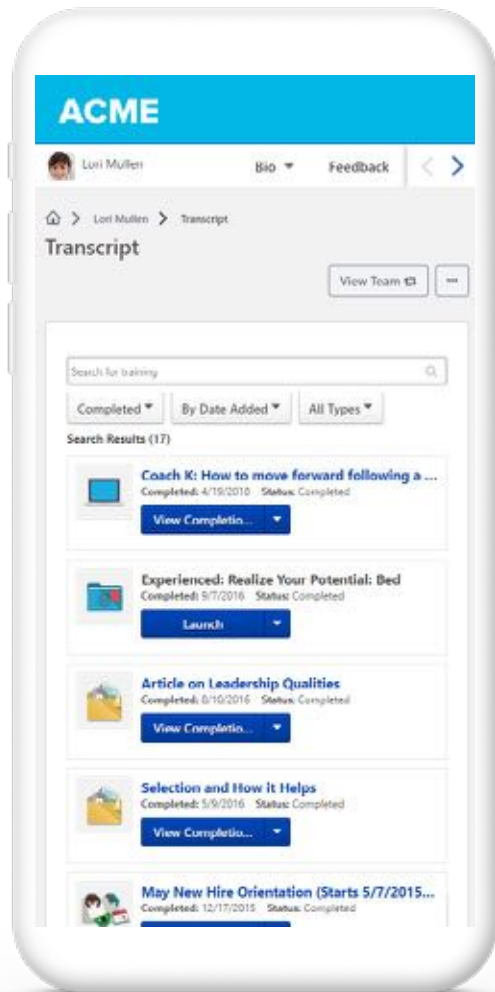 ACME
Lori Mullen Bio Feedback
Lori Mullen Transcript
Transcript
View Team
Search for training
Completed By Date Added All Types
Search Results (17)
Coach K: How to move forward following a ...
Completed: 4/19/2018 Status: Completed
View Completio...
Experienced: Realize Your Potential: Bed
Completed: 9/7/2016 Status: Completed
Launch
Article on Leadership Qualities
Completed: 8/10/2016 Status: Completed
View Completio...
Selection and How it Helps
Completed: 5/9/2016 Status: Completed
View Completio...
May New Hire Orientation (Starts 5/7/2015...
Completed: 12/17/2015 Status: Completed